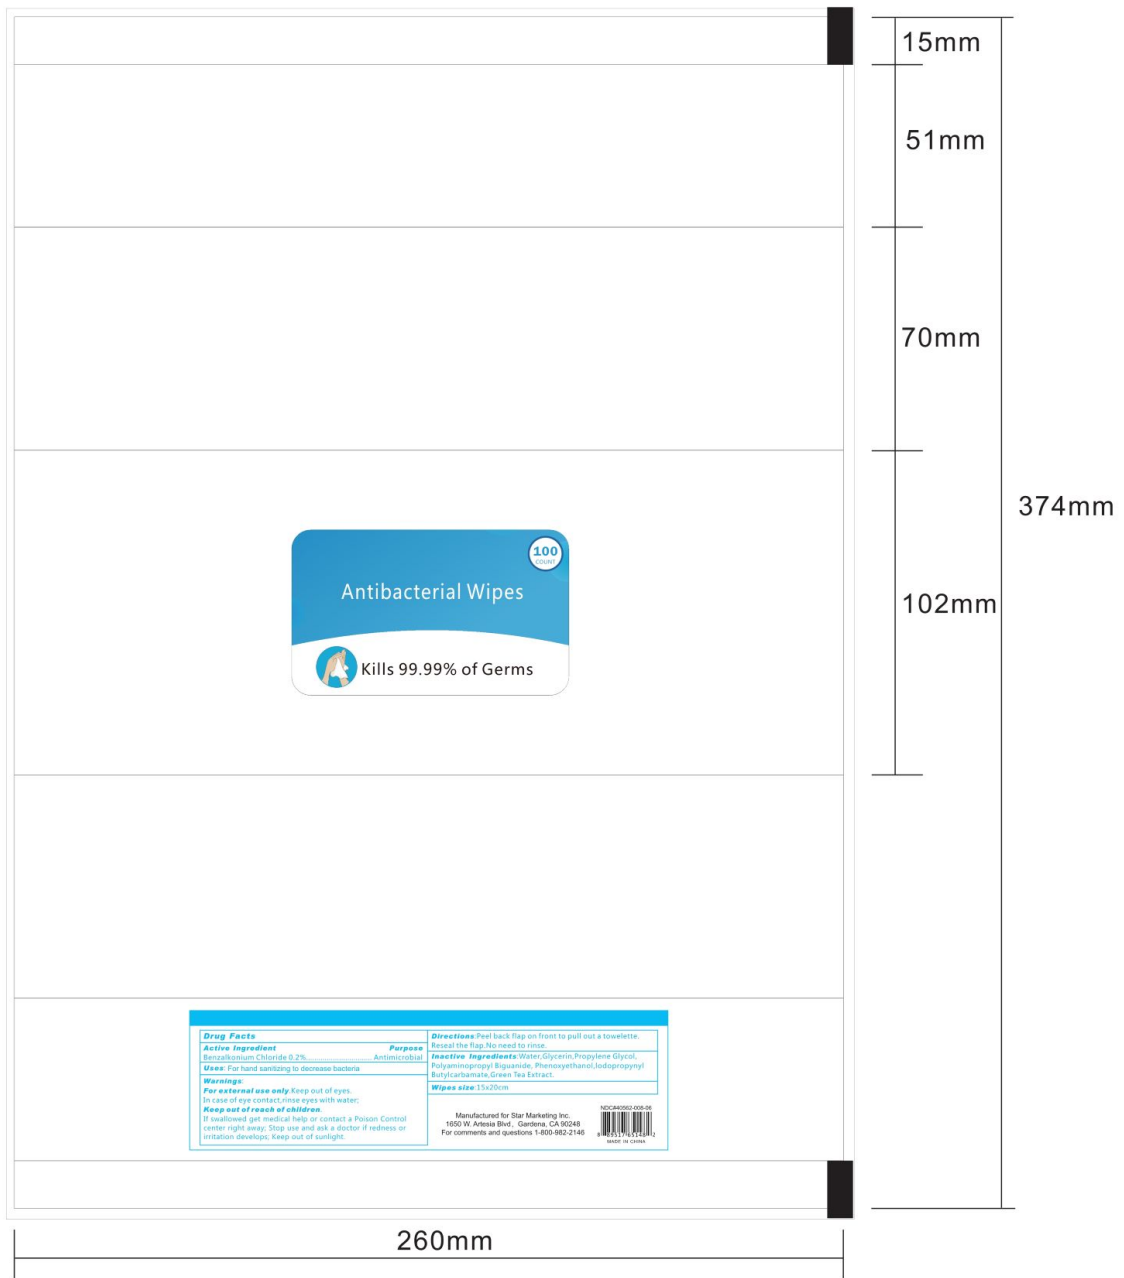 15mm
51mm
70mm
374mm
102mm
100
COUNT
Antibacterial Wipes
Kills 99.99% of Germs
Drug Facts
Active Ingredient Purpose
Benzalkonium Chloride 0.2%............................ Antimicrobial
Uses: For hand sanitizing to decrease bacteria
Warnings:
For external use only.Keep out of eyes.
In case of eye contact,rinse eyes with water;
Keep out of reach of children.
If swallowed get medical help or contact a Poison Control
center right away; Stop use and ask a doctor if redness or
irritation develops; Keep out of sunlight.
Directions:Peel back flap on front to pull out a towelette.
Reseal the flap.No need to rinse.
Inactive Ingredients:Water,Glycerin,Propylene Glycol,
Polyaminopropyl Biguanide, Phenoxyethanol,Iodopropynyl
Butylcarbamate,Green Tea Extract.
Wipes size:15x20cm
Manufactured for Star Marketing Inc.
1650 W. Artesia Blvd, Gardena, CA 90248
For comments and questions 1-800-982-2146
MADE IN CHINA
260mm